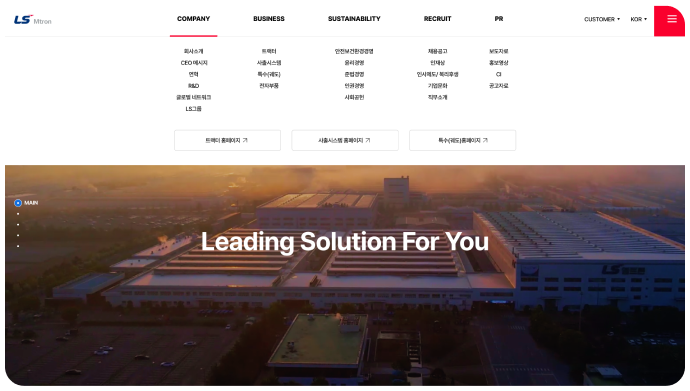 LS Mtron
COMPANY
BUSINESS
SUSTAINABILITY
RECRUIT
PR
CUSTOMER
KOR
회사소개
CEO 메시지
연혁
R&D
글로벌 네트워크
LS그룹
트랙터
사출시스템
특수(궤도)
전자부품
안전보건환경경영
윤리경영
준법경영
인권경영
사회공헌
채용공고
인재상
인사제도/ 복리후생
기업문화
직무소개
보도자료
홍보영상
CI
공고자료
트랙터 홈페이지
사출시스템 홈페이지
특수(궤도)홈페이지
MAIN
Leading Solution For You
LS 엠트론